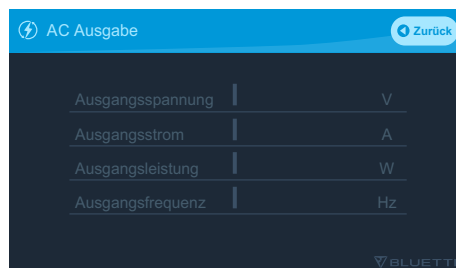 AC Ausgabe
Zurück
Ausgangsspannung V
Ausgangsstrom A
Ausgangsleistung W
Ausgangsfrequenz Hz
BLUETTI